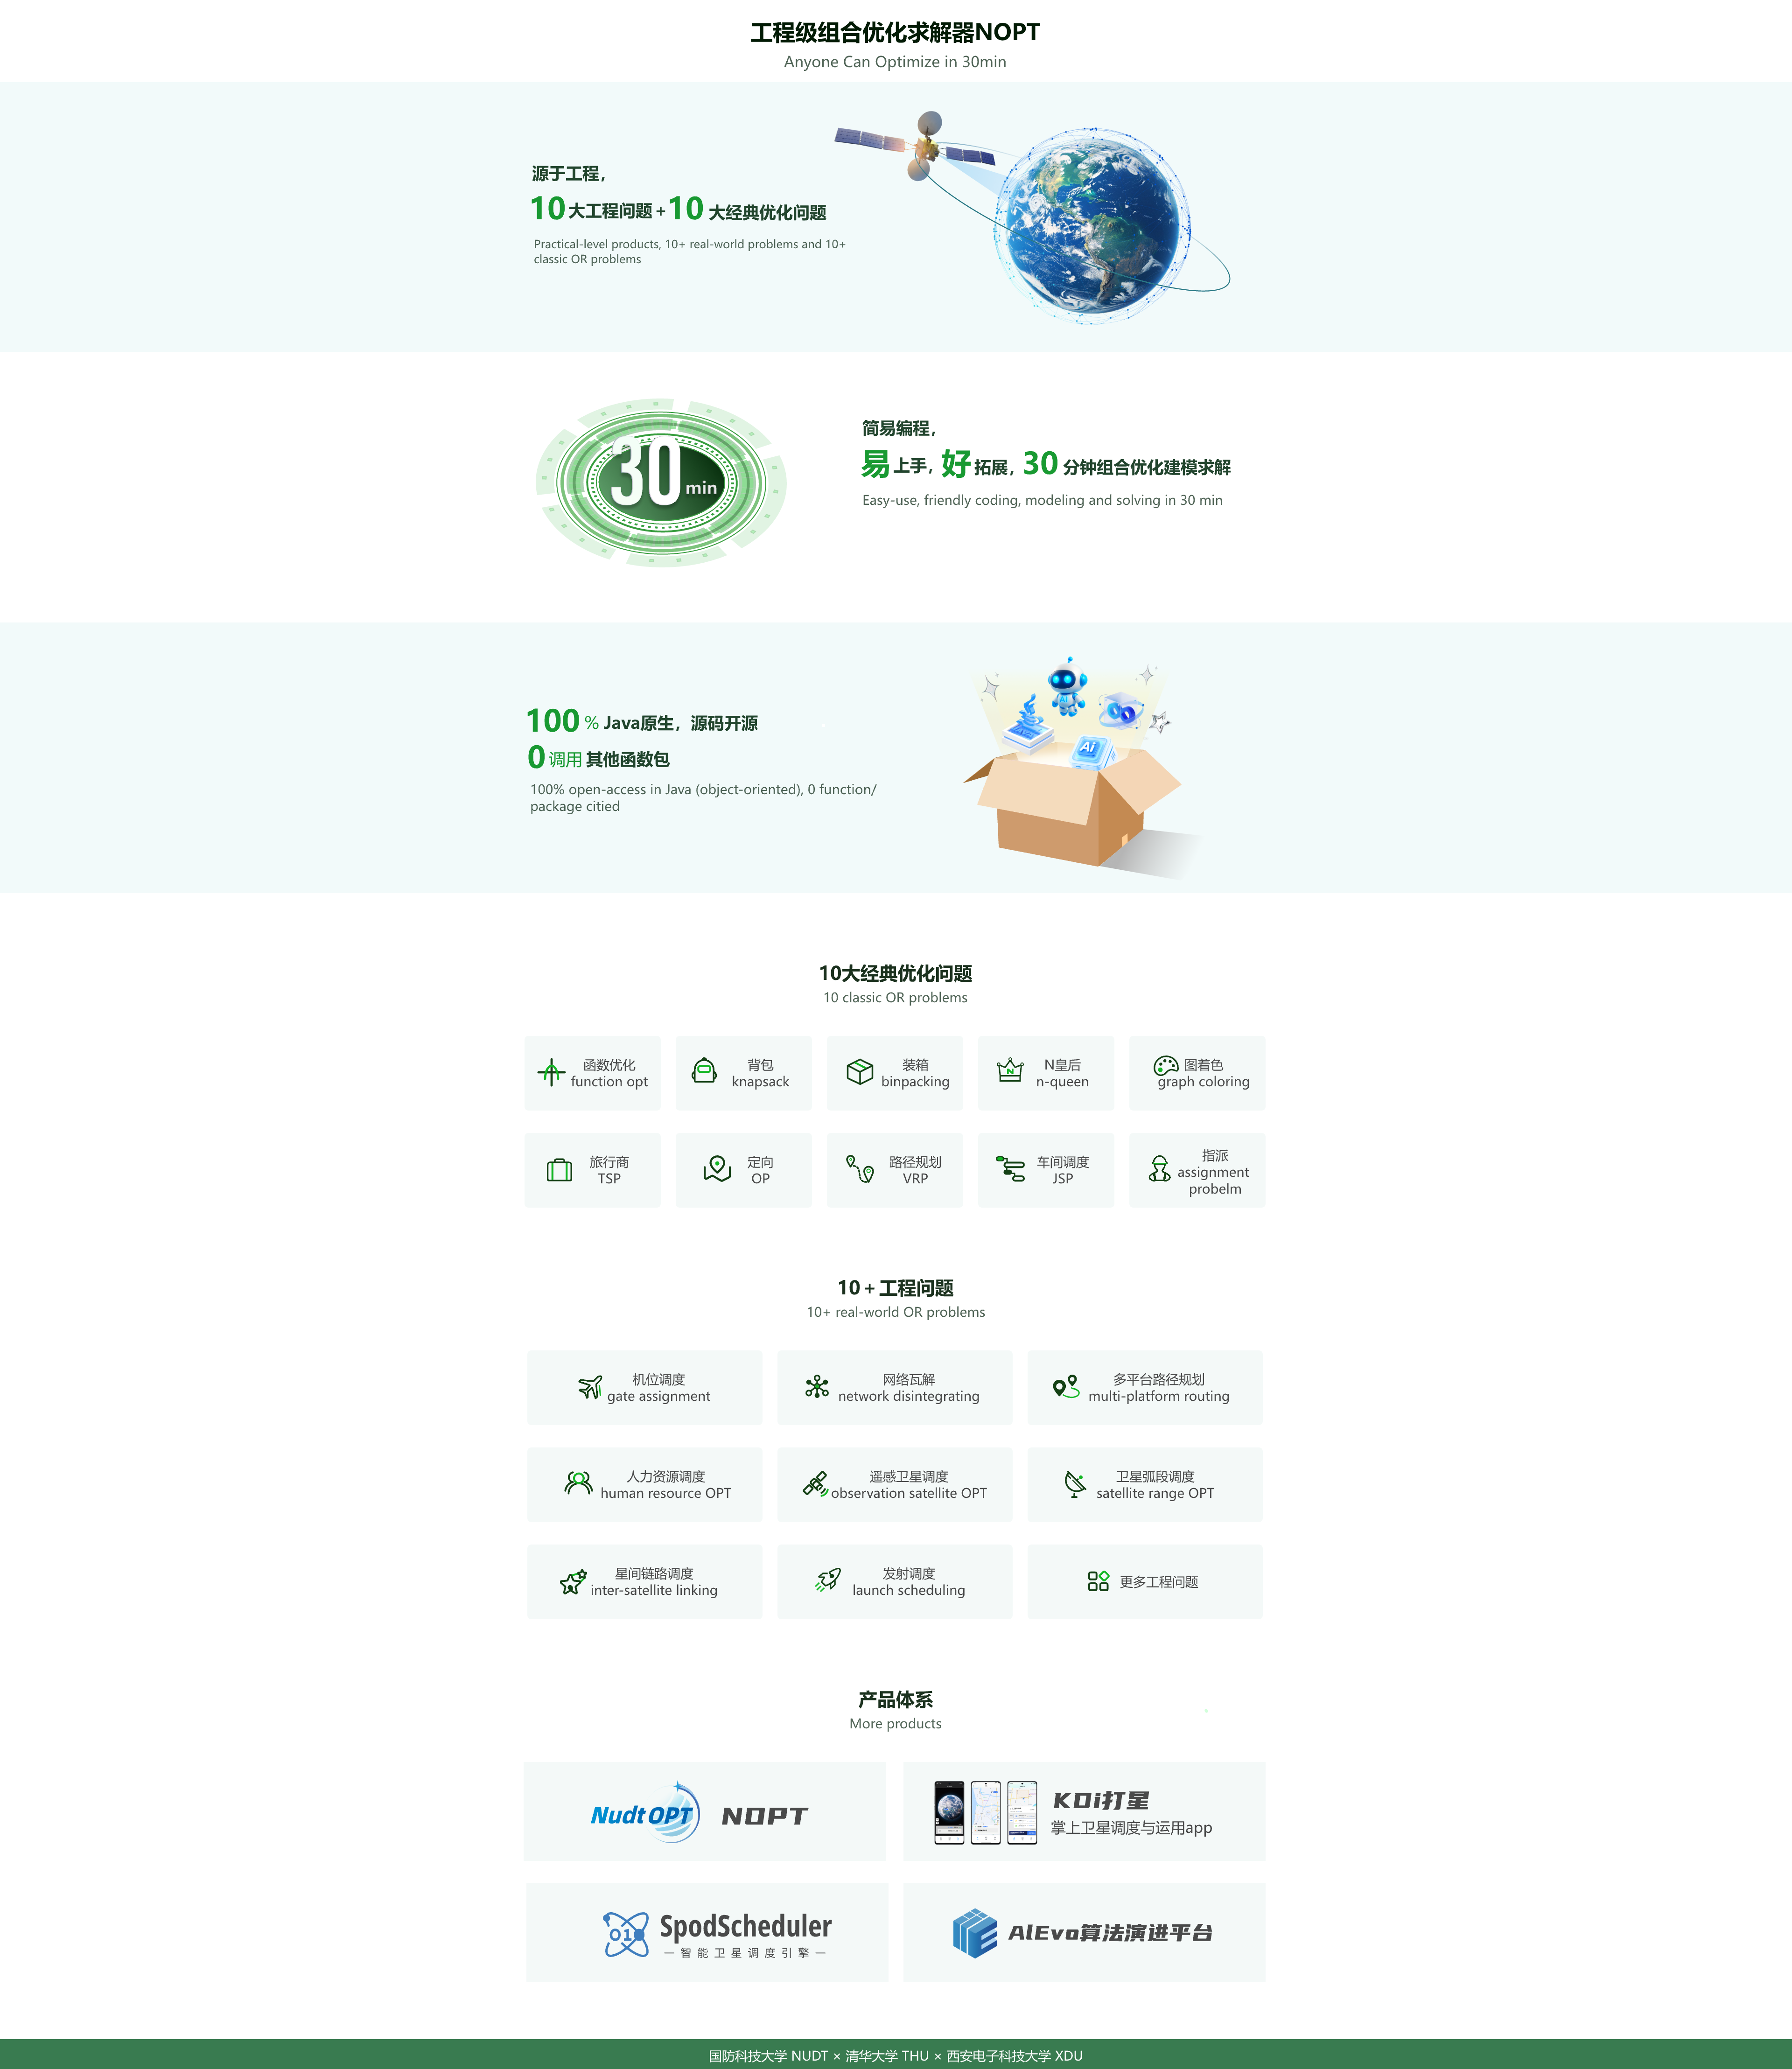 工程级组合优化求解器NOPT
Anyone Can Optimize in 30min
源于工程，
10大工程问题+10 大经典优化问题
Practical-level products, 10+ real-world problems and 10+
classic OR problems
30 min
简易编程，
易上手，好拓展，30 分钟组合优化建模求解
Easy-use, friendly coding, modeling and solving in 30 min
100 % Java原生，源码开源
0 调用 其他函数包
100% open-access in Java (object-oriented), 0 function/
package citied
Ai
10大经典优化问题
10 classic OR problems
函数优化
function opt
背包
knapsack
装箱
binpacking
N皇后
n-queen
N
图着色
graph coloring
旅行商
TSP
定向
OP
路径规划
VRP
车间调度
JSP
指派
assignment
probelm
10＋工程问题
10+ real-world OR problems
机位调度
gate assignment
网络瓦解
network disintegrating
多平台路径规划
multi-platform routing
人力资源调度
human resource OPT
遥感卫星调度
observation satellite OPT
卫星弧段调度
satellite range OPT
星间链路调度
inter-satellite linking
发射调度
launch scheduling
更多工程问题
产品体系
More products
NudtOPT
NOPT
KOi打星
掌上卫星调度与运用app
010
SpodScheduler
—智能卫星调度引擎—
AlEvo算法演进平台
国防科技大学 NUDT × 清华大学 THU × 西安电子科技大学 XDU